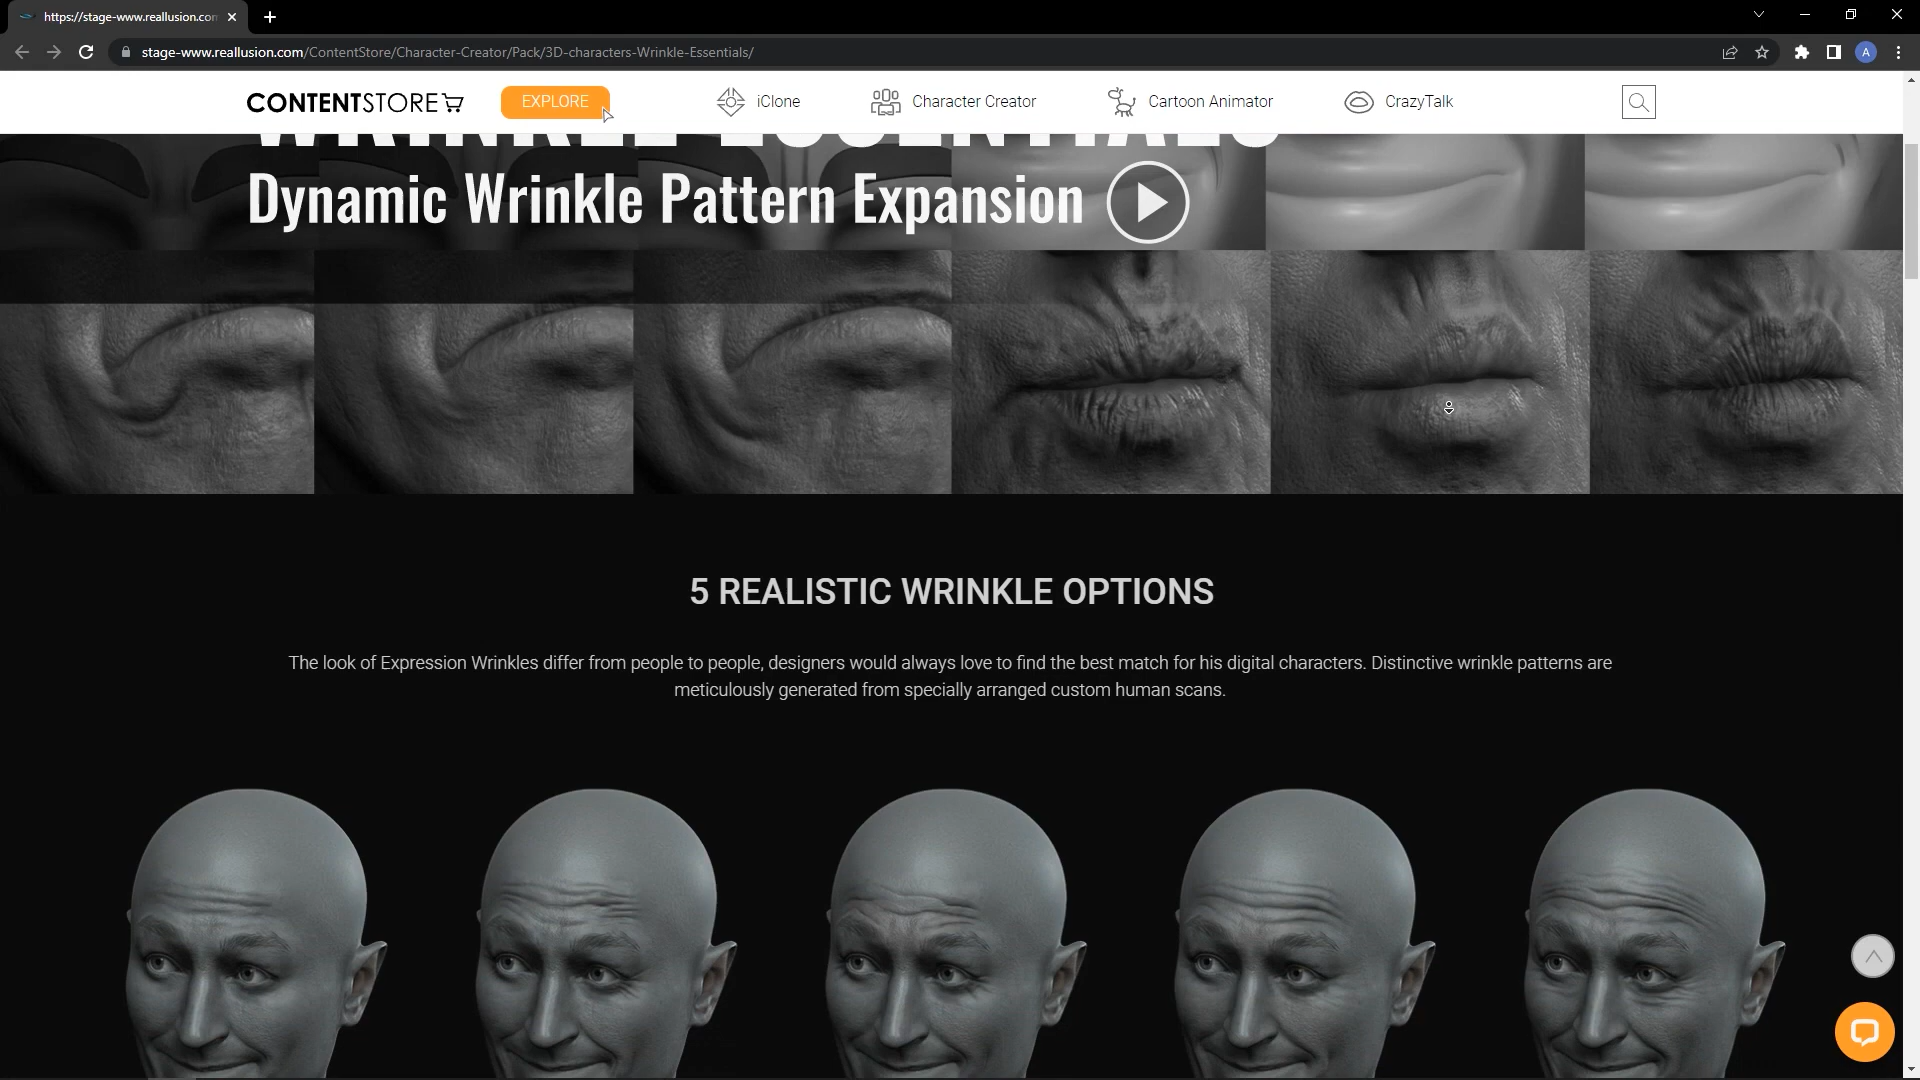 https://stage-www.reallusion.com
stage-www.reallusion.com/ContentStore/Character-Creator/Pack/3D-characters-Wrinkle-Essentials/
A
CONTENTSTORE
EXPLORE
iClone
Character Creator
Cartoon Animator
CrazyTalk
WRINKLE ESSENTIALS
Dynamic Wrinkle Pattern Expansion
5 REALISTIC WRINKLE OPTIONS
The look of Expression Wrinkles differ from people to people, designers would always love to find the best match for his digital characters. Distinctive wrinkle patterns are
meticulously generated from specially arranged custom human scans.